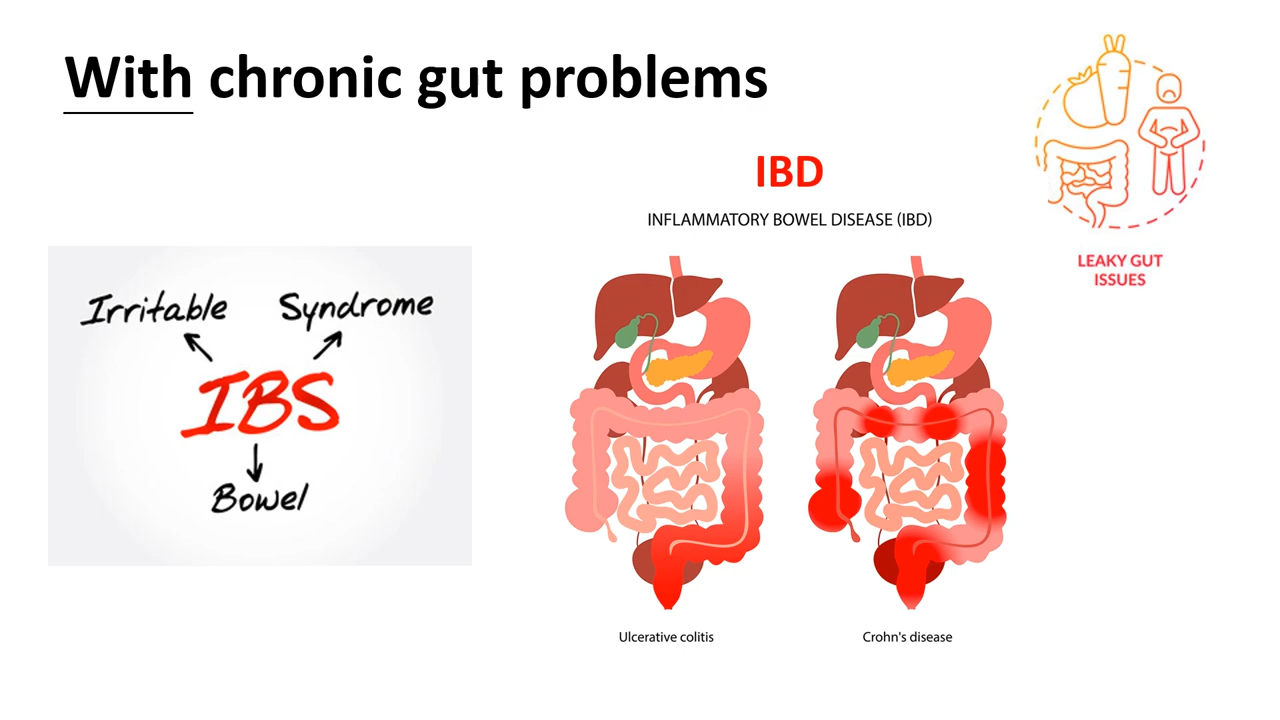 With chronic gut problems
Irritable Syndrome
IBS
Bowel
IBD
INFLAMMATORY BOWEL DISEASE (IBD)
Ulcerative colitis
Crohn's disease
LEAKY GUT
ISSUES